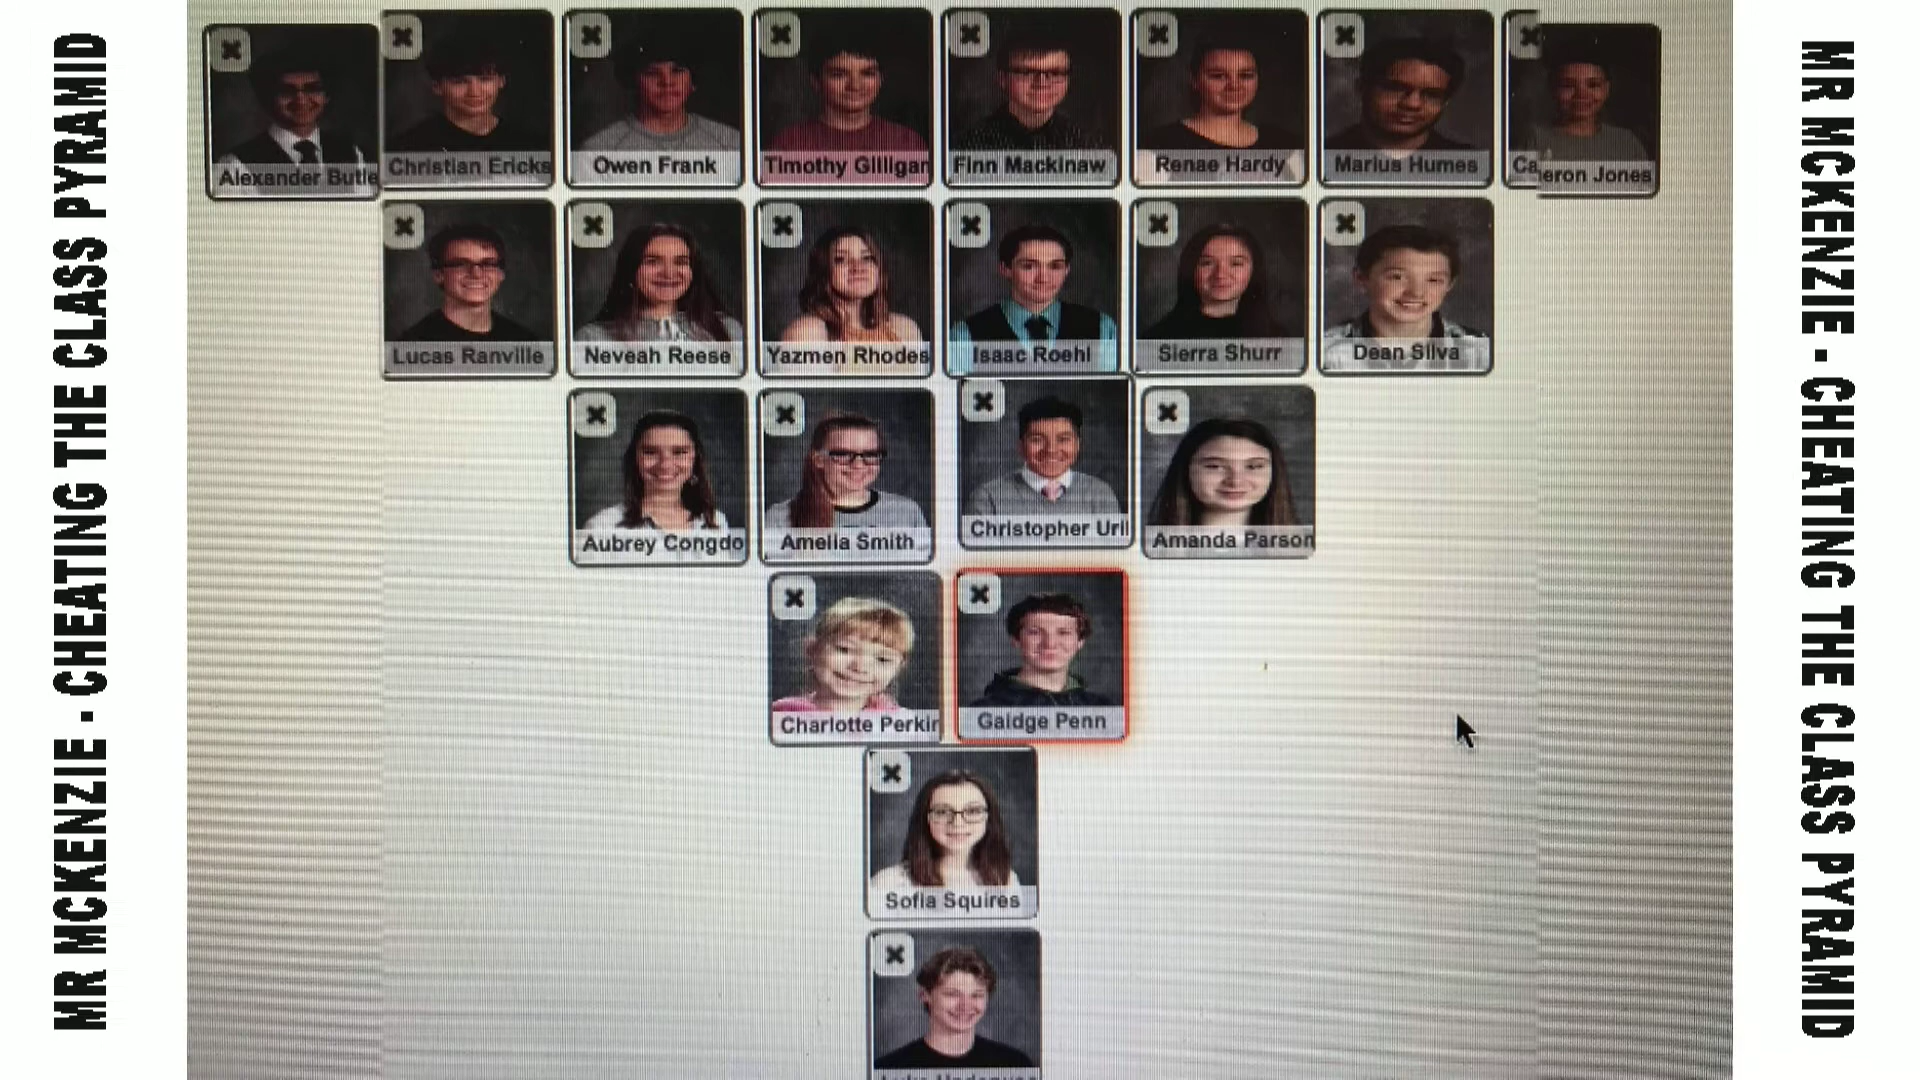 MR MCKENZIE - CHEATING THE CLASS PYRAMID
Alexander Butle
Christian Ericks
Owen Frank
Timothy Gilligan
Finn Mackinaw
Renae Hardy
Marius Humes
Ca eron Jones
Lucas Ranville
Neveah Reese
Yazmen Rhodes
Isaac Roehl
Sierra Shurr
Dean Silva
Aubrey Congdo
Amelia Smith
Christopher Uril
Amanda Parson
Charlotte Perkin
Gaidge Penn
Sofia Squires
MR MCKENZIE - CHEATING THE CLASS PYRAMID